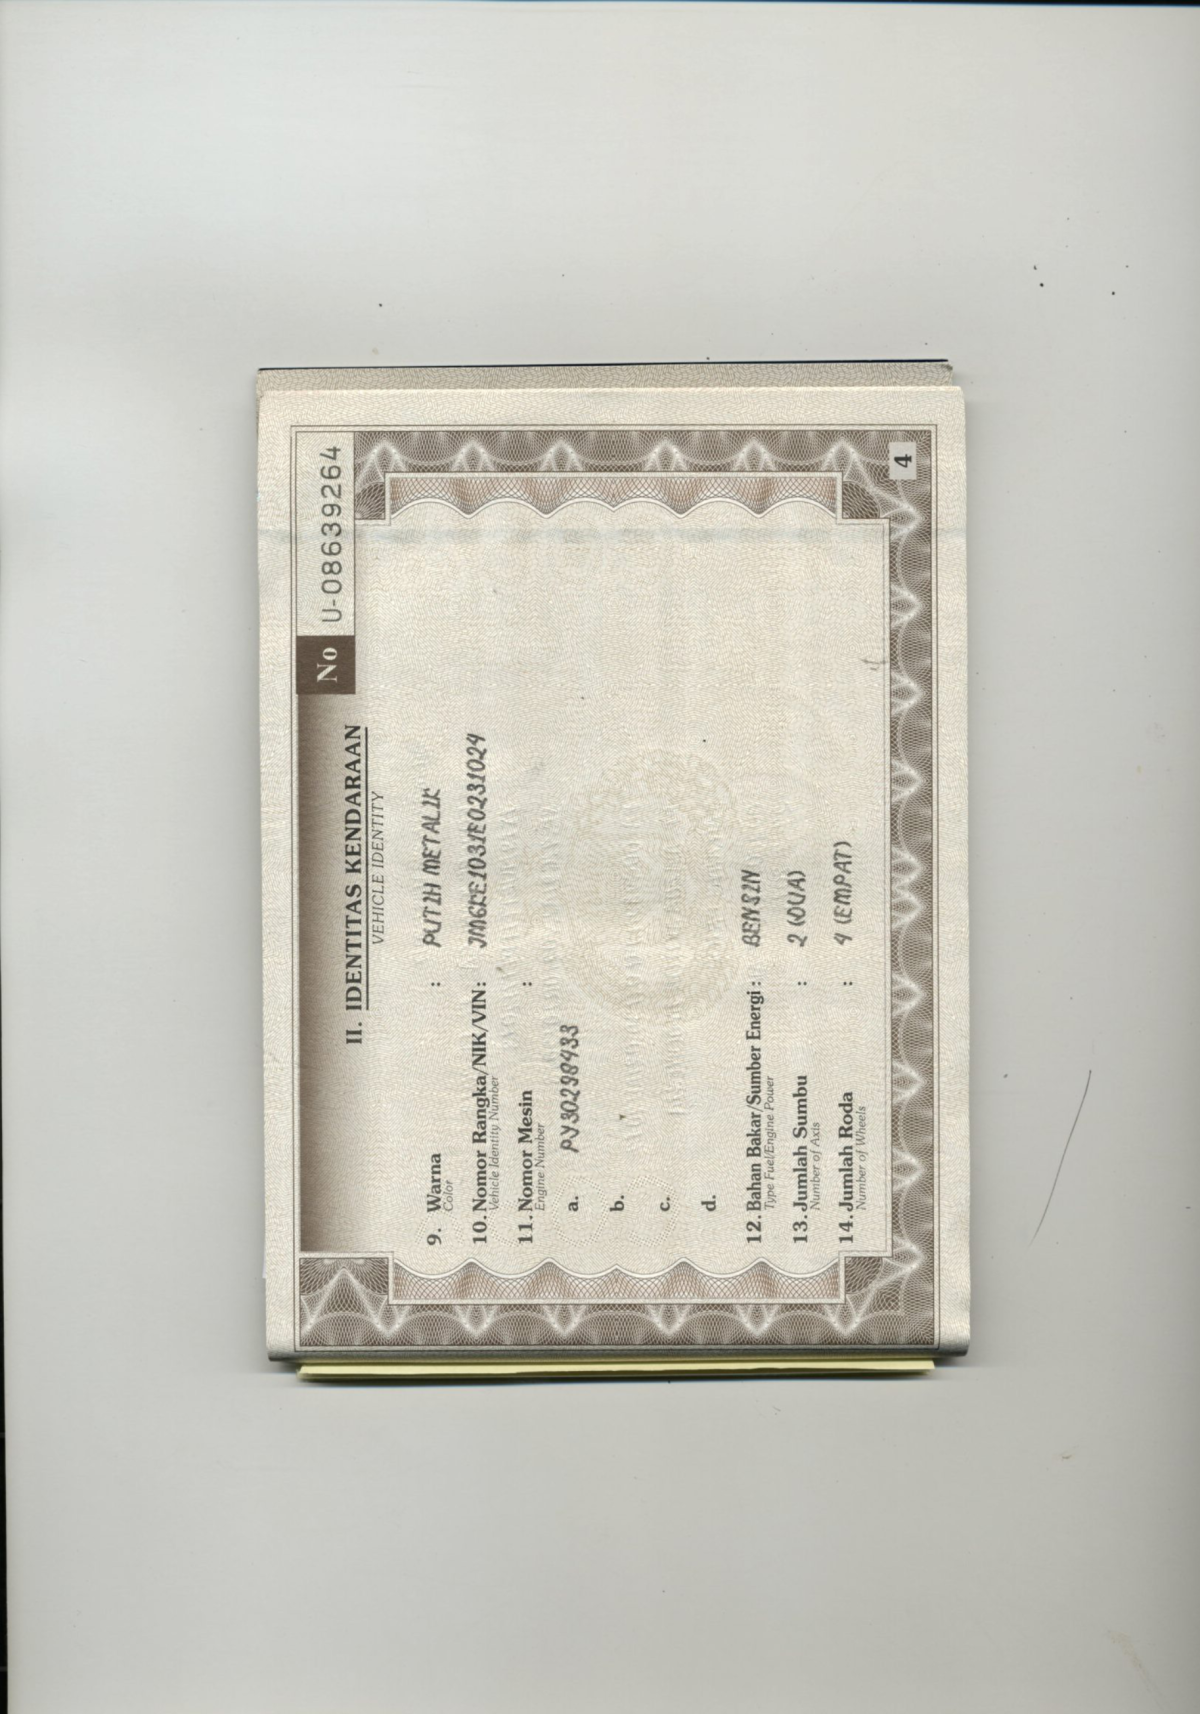 No U-08639264
II. IDENTITAS KENDARAAN
VEHICLE IDENTITY
9. Warna : PUTIH METALIK
Color
10. Nomor Rangka/NIK/VIN :
Vehicle Identity Number
11. Nomor Mesin :
Engine Number
a. PY30298433
b.
c.
d.
12. Bahan Bakar/Sumber Energi : BENSIN
Type Fuel/Engine Power
13. Jumlah Sumbu : 2 (DUA)
Number of Axis
14. Jumlah Roda : 4 (EMPAT)
Number of Wheels
4